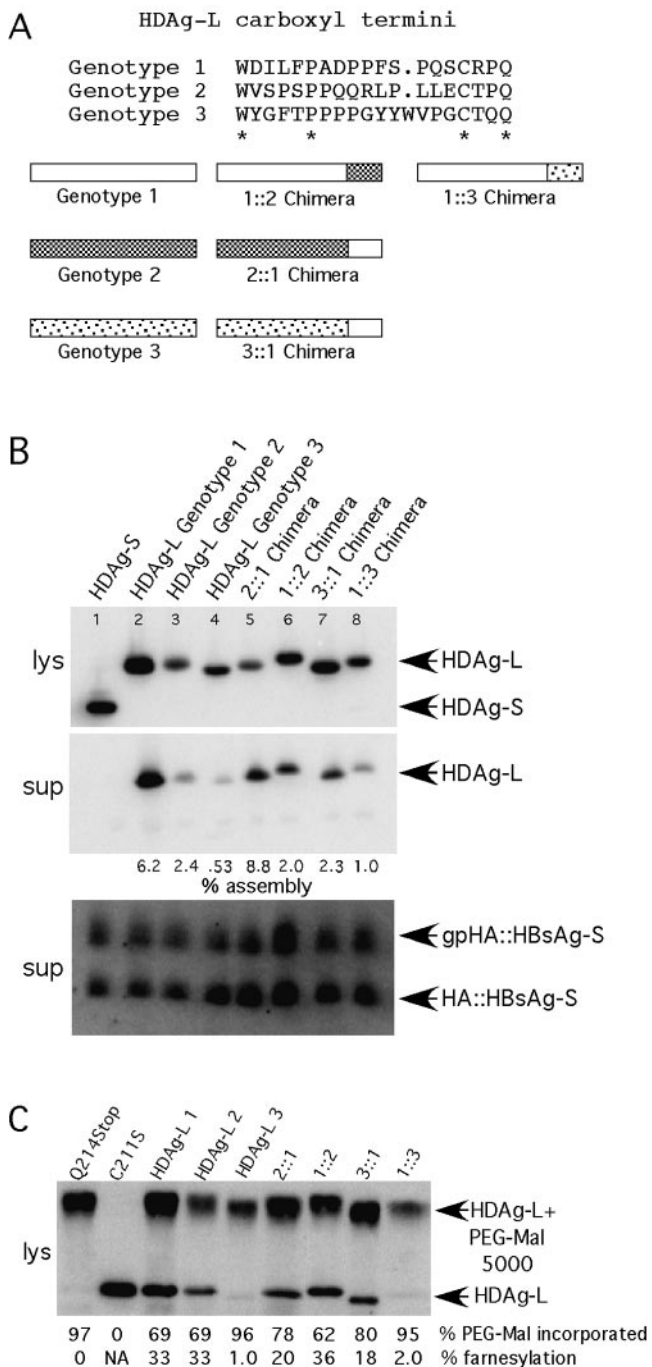 A
HDAg-L carboxyl termini
Genotype 1 WDILFPADPPFS.PQSCRPQ
Genotype 2 WVSPSPPQQRLP.LLECTPQ
Genotype 3 WYGFTPPPPGYYWVPGCTQQ
* * * *
Genotype 1 1::2 Chimera 1::3 Chimera
Genotype 2 2::1 Chimera
Genotype 3 3::1 Chimera
B
HDAg-S HDAg-L Genotype 1 HDAg-L Genotype 2 HDAg-L Genotype 3 2::1 Chimera 1::2 Chimera 3::1 Chimera 1::3 Chimera
1 2 3 4 5 6 7 8
lys HDAg-L
HDAg-S
sup HDAg-L
6.2 2.4 .53 8.8 2.0 2.3 1.0
% assembly
sup gpHA::HBsAg-S
HA::HBsAg-S
C
Q214Stop C211S HDAg-L 1 HDAg-L 2 HDAg-L 3 2::1 1::2 3::1 1::3
lys HDAg-L+
PEG-Mal
5000
HDAg-L
97 0 69 69 96 78 62 80 95 % PEG-Mal incorporated
0 NA 33 33 1.0 20 36 18 2.0 % farnesylation